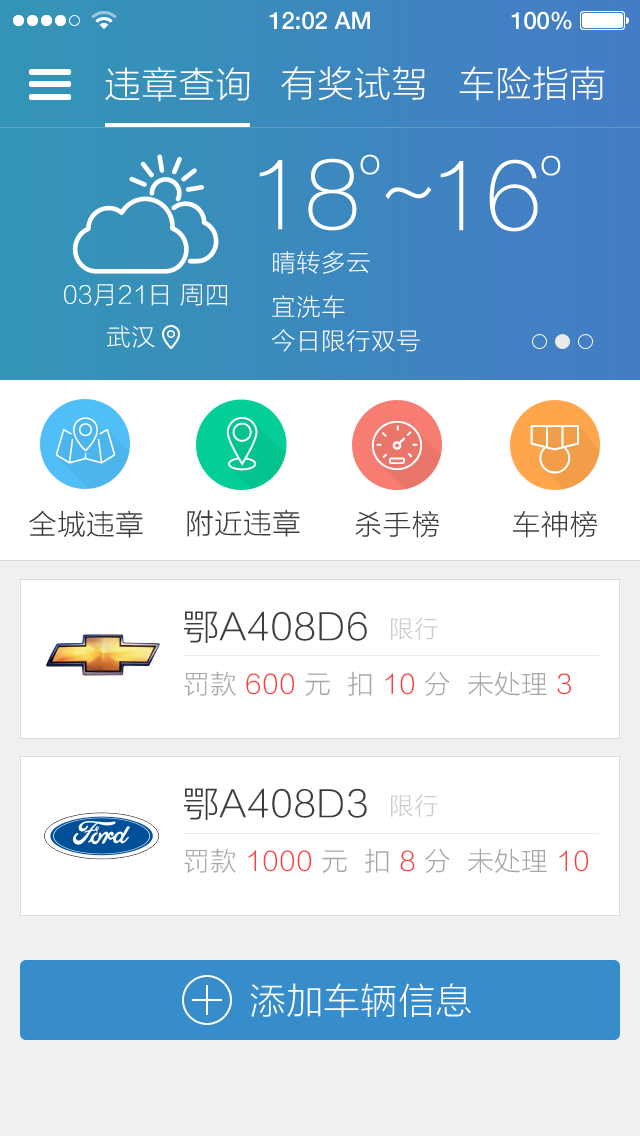 12:02 AM 100%
违章查询 有奖试驾 车险指南
18°~16°
晴转多云
03月21日 周四
宜洗车
武汉
今日限行双号
全城违章 附近违章 杀手榜 车神榜
鄂A408D6 限行
罚款 600 元 扣 10 分 未处理 3
鄂A408D3 限行
Ford
罚款 1000 元 扣 8 分 未处理 10
添加车辆信息